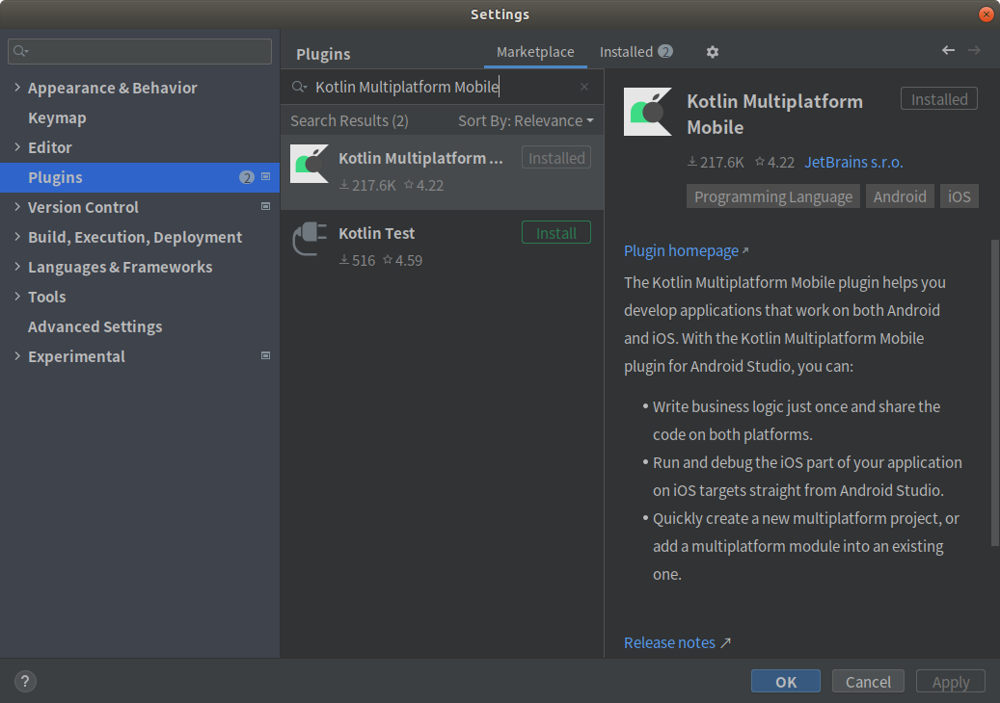 Settings
Appearance & Behavior
Keymap
Editor
Plugins 2
Version Control
Build, Execution, Deployment
Languages & Frameworks
Tools
Advanced Settings
Experimental
Plugins Marketplace Installed 2
Kotlin Multiplatform Mobile
Search Results (2) Sort By: Relevance
Kotlin Multiplatform ... Installed
217.6K 4.22
Kotlin Test Install
516 4.59
Kotlin Multiplatform Installed
Mobile
217.6K 4.22 JetBrains s.r.o.
Programming Language Android iOS
Plugin homepage
The Kotlin Multiplatform Mobile plugin helps you
develop applications that work on both Android
and iOS. With the Kotlin Multiplatform Mobile
plugin for Android Studio, you can:
• Write business logic just once and share the
code on both platforms.
• Run and debug the iOS part of your application
on iOS targets straight from Android Studio.
• Quickly create a new multiplatform project, or
add a multiplatform module into an existing
one.
Release notes
? OK Cancel Apply